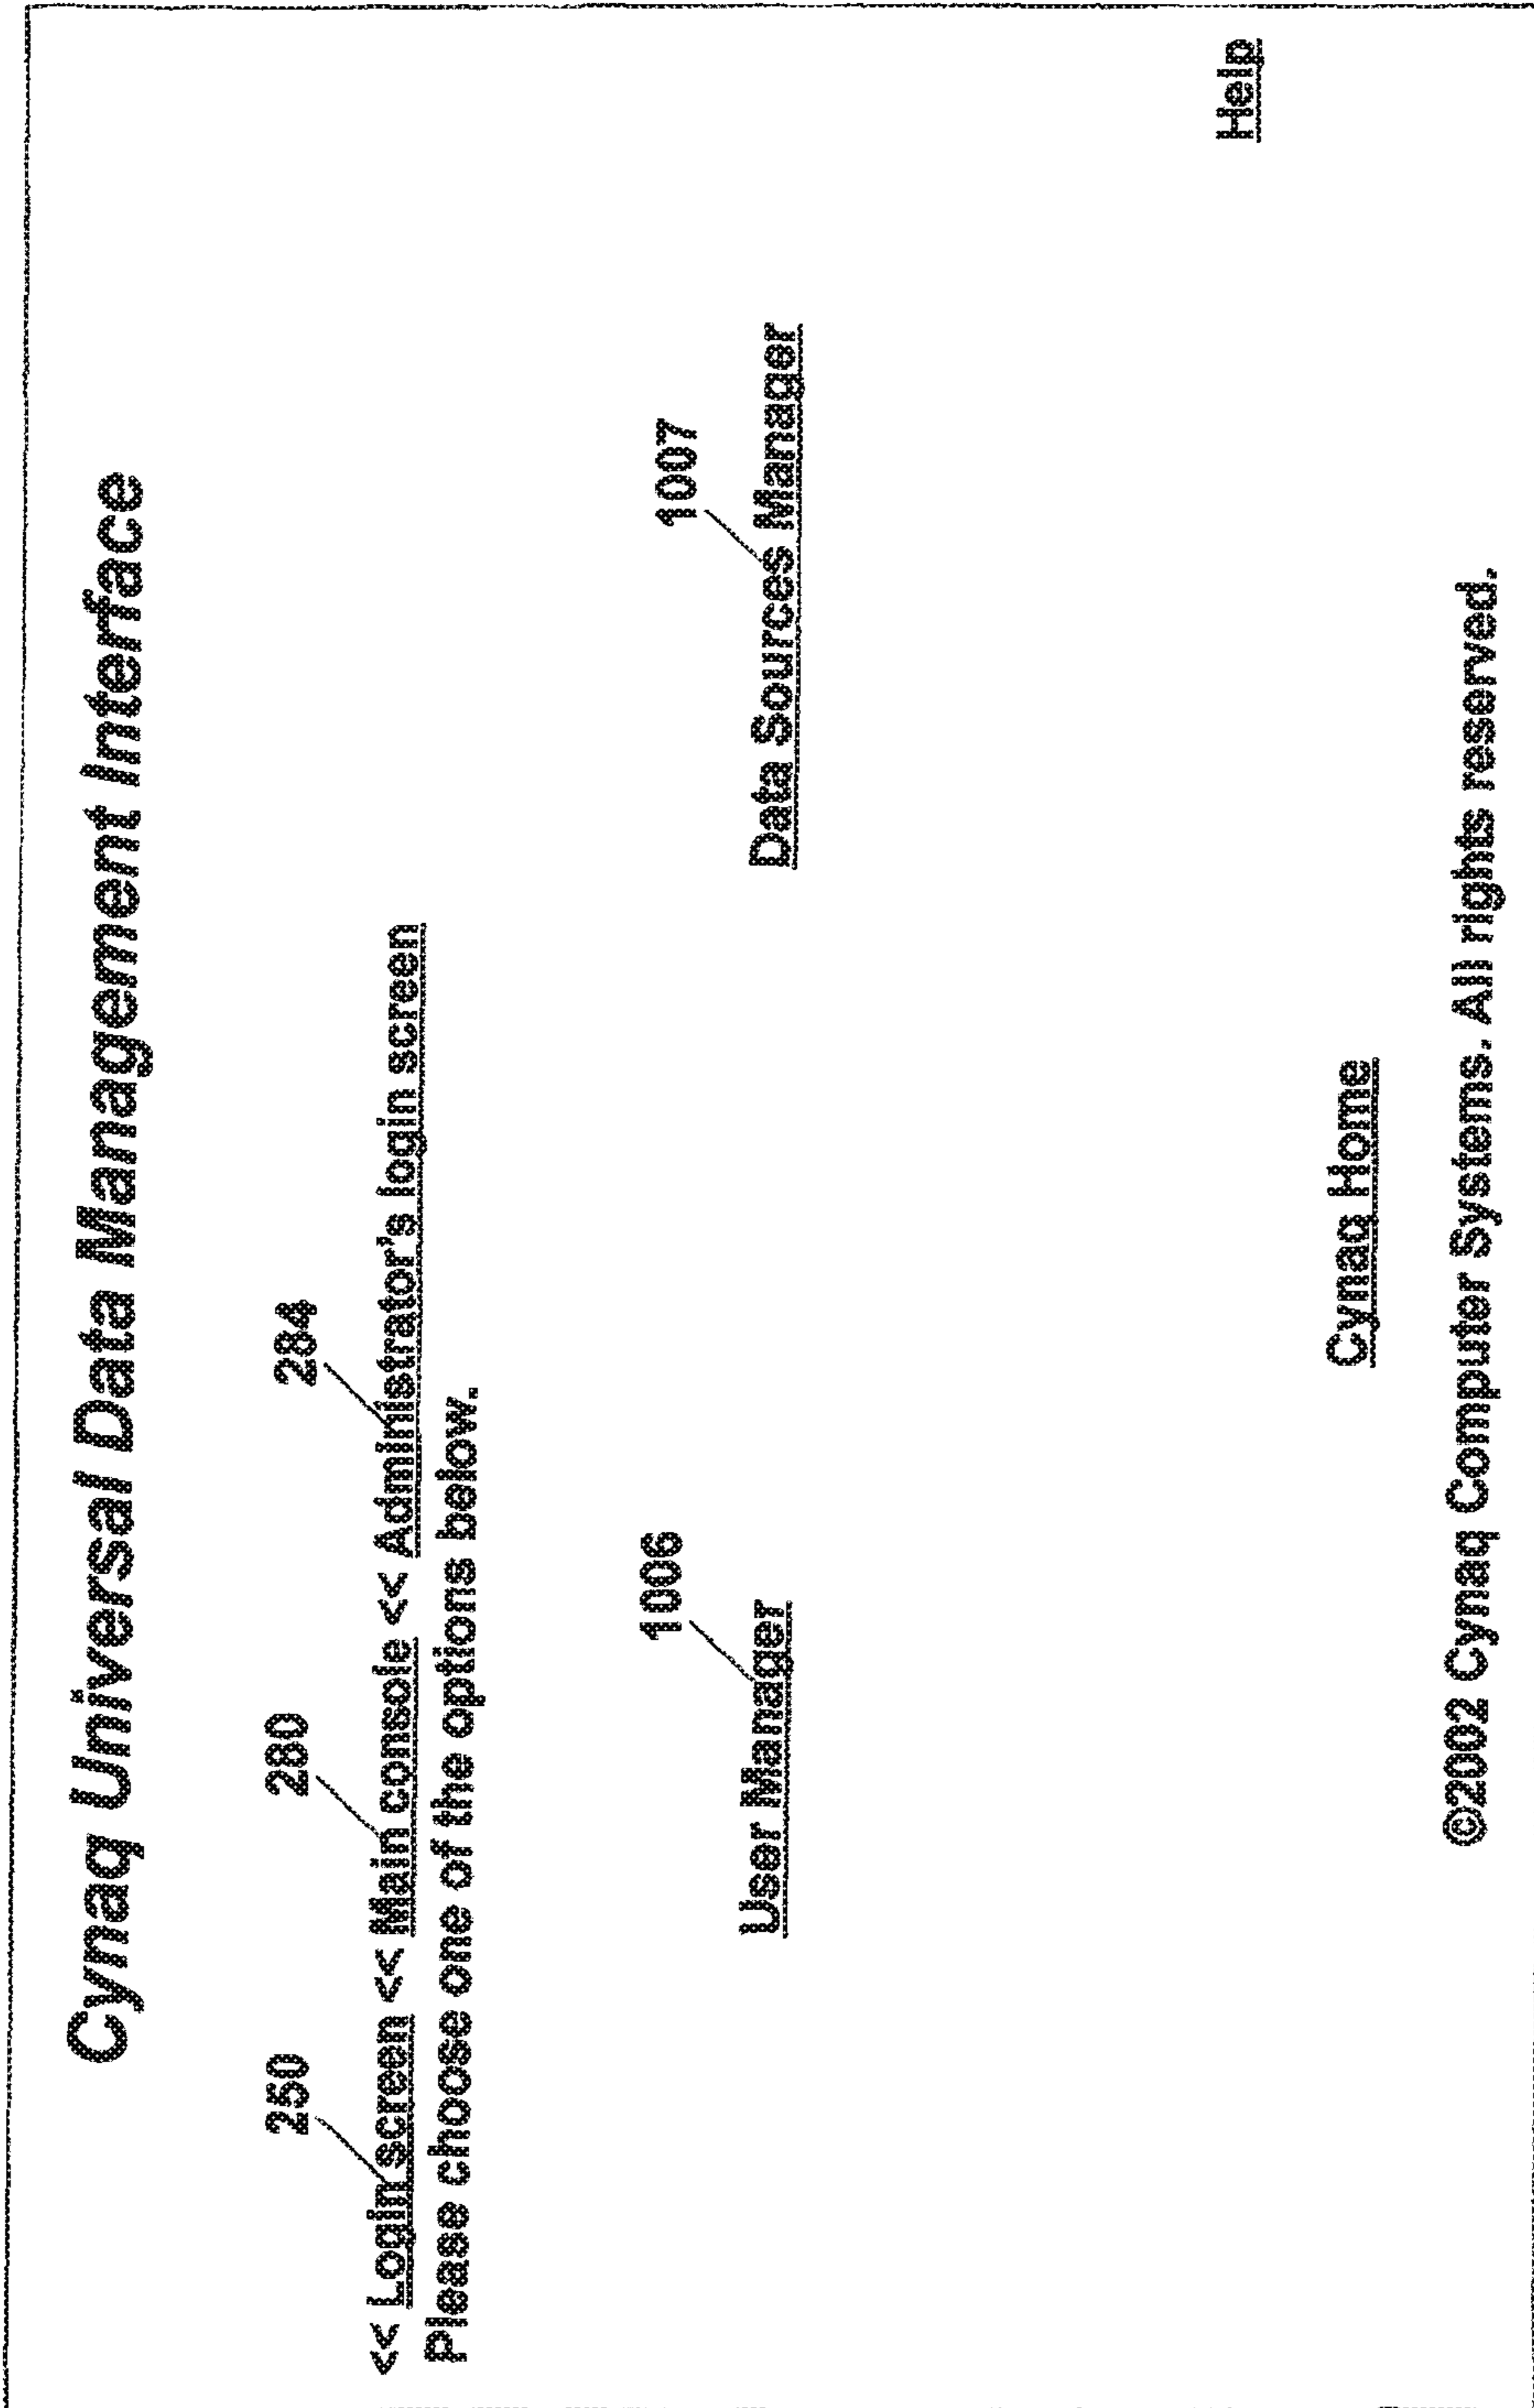 Cynaq Universal Data Management Interface
250 280 284
<< Login screen << Main console << Administrator's login screen
Please choose one of the options below.
1006 1007
User Manager Data Sources Manager
Help
Cynaq Home
©2002 Cynaq Computer Systems. All rights reserved.